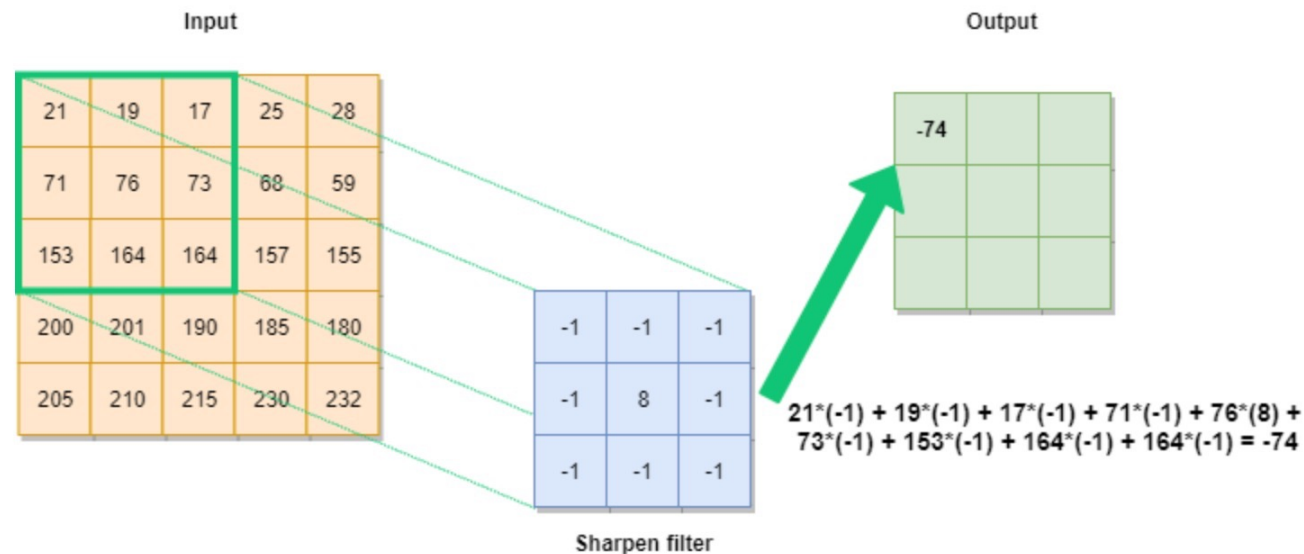 Input
Output
21 19 17 25 28
71 76 73 68 59
153 164 164 157 155
200 201 190 185 180
205 210 215 230 232
-1 -1 -1
-1 8 -1
-1 -1 -1
Sharpen filter
-74
21*(-1) + 19*(-1) + 17*(-1) + 71*(-1) + 76*(8) +
73*(-1) + 153*(-1) + 164*(-1) + 164*(-1) = -74